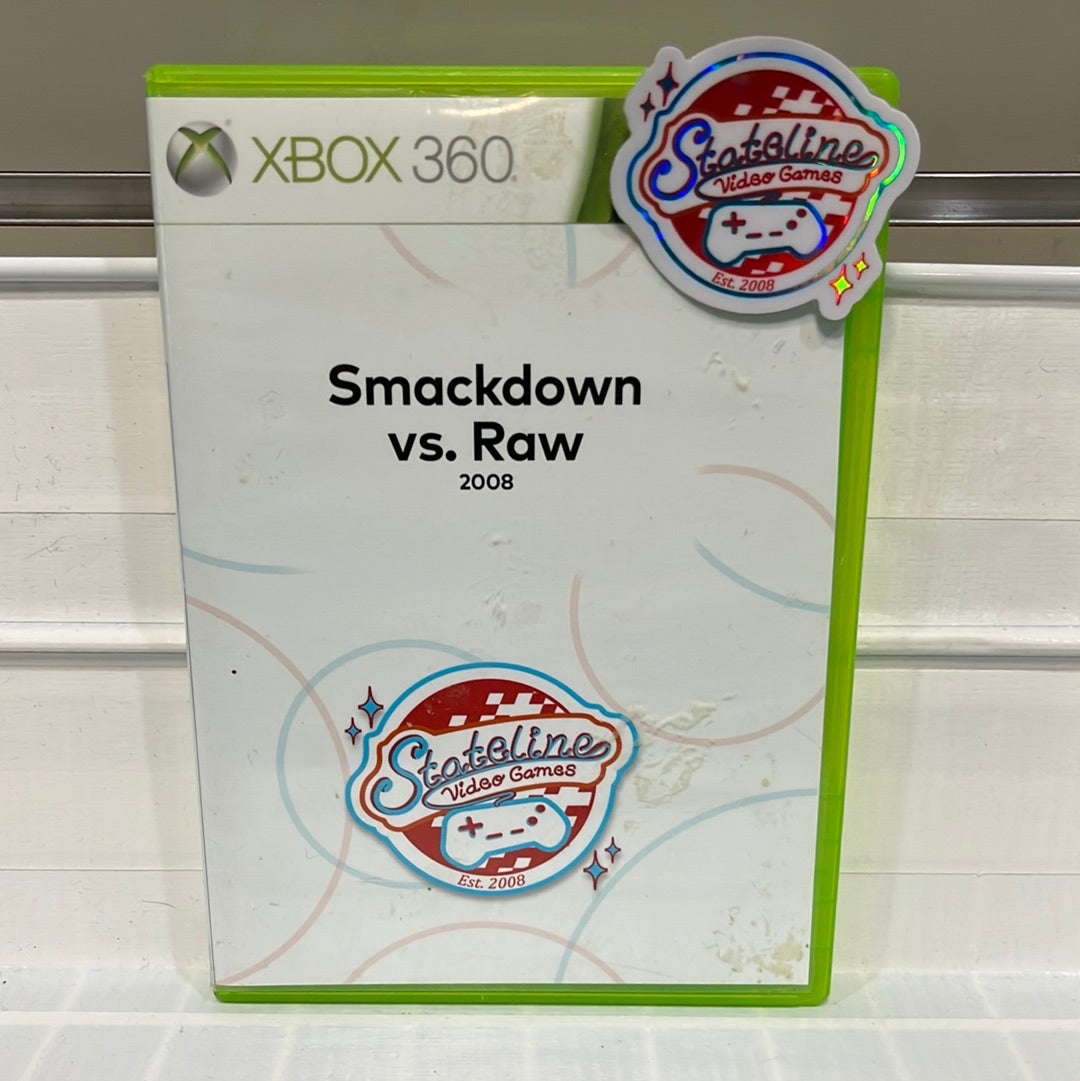 XBOX 360
Stateline
Video Games
Est. 2008
Smackdown
vs. Raw
2008
Stateline
Video Games
Est. 2008